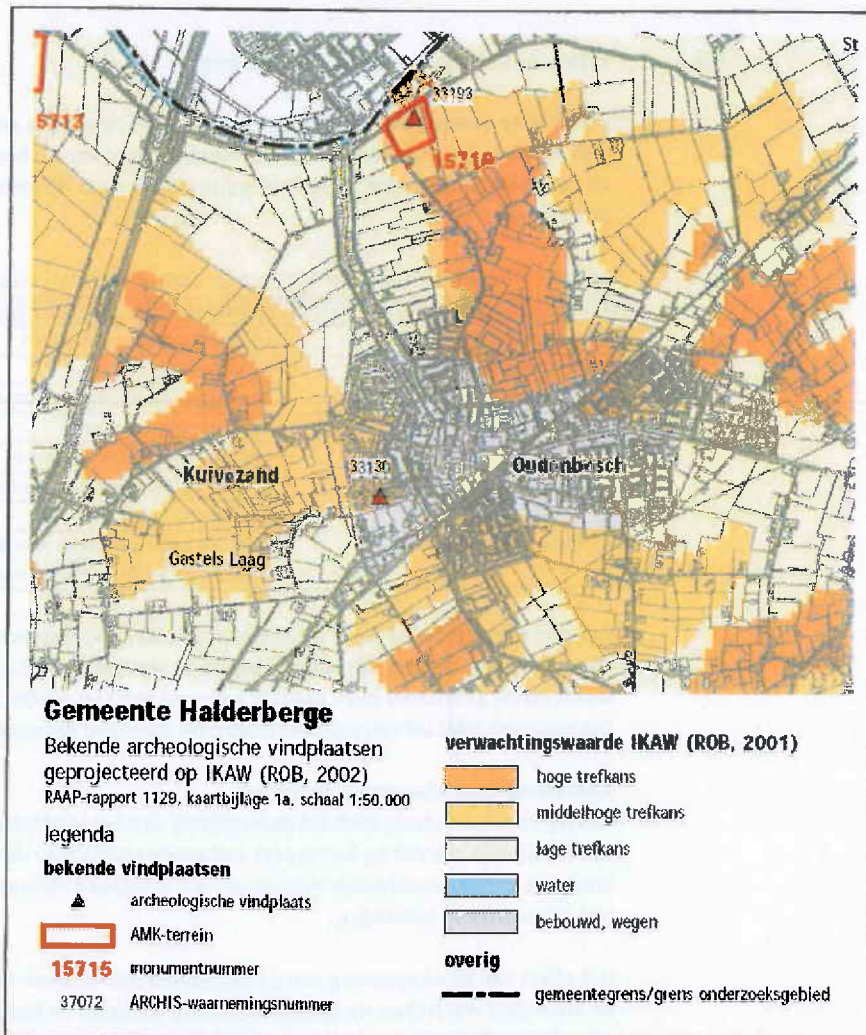 St
33193
15713
Kuivezand
33130
Oudenbosch
Gastels Laag
Gemeente Halderberge
Bekende archeologische vindplaatsen
geprojecteerd op IKAW (ROB, 2002)
RAAP-rapport 1129, kaartbijlage 1a, schaal 1:50.000
legenda
bekende vindplaatsen
archeologische vindplaats
AMK-terrein
15715 monumentnummer
37072 ARCHIS-waarnemingsnummer
verwachtingswaarde IKAW (ROB, 2001)
hoge trefkans
middelhoge trefkans
lage trefkans
water
bebouwd, wegen
overig
gemeentegrens/grens onderzoeksgebied